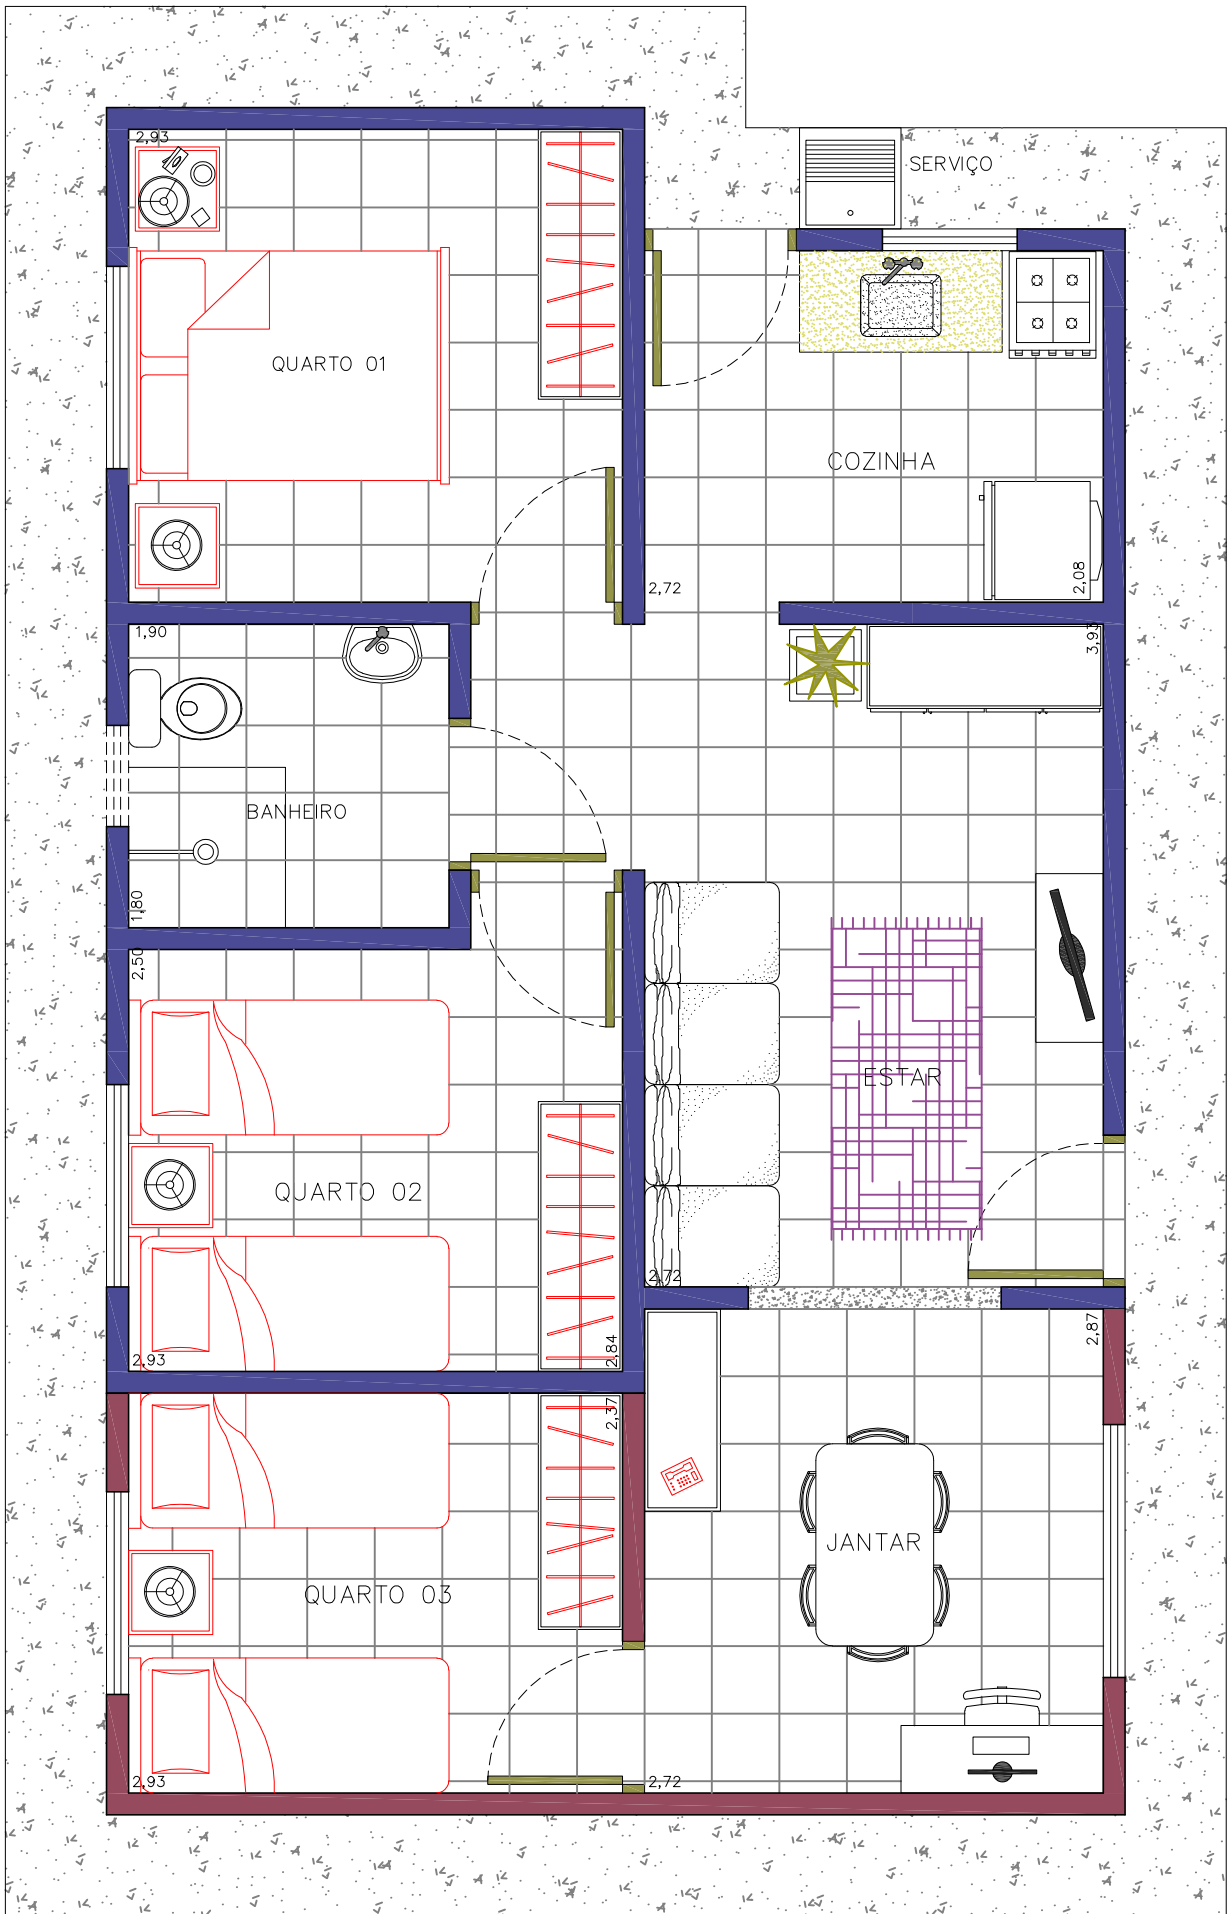 2,93
SERVIÇO
QUARTO 01
COZINHA
2,08
2,72
1,90
3,93
BANHEIRO
1,80
2,50
ESTAR
QUARTO 02
2,72
2,93
2,84
2,87
2,37
JANTAR
QUARTO 03
2,93
2,72